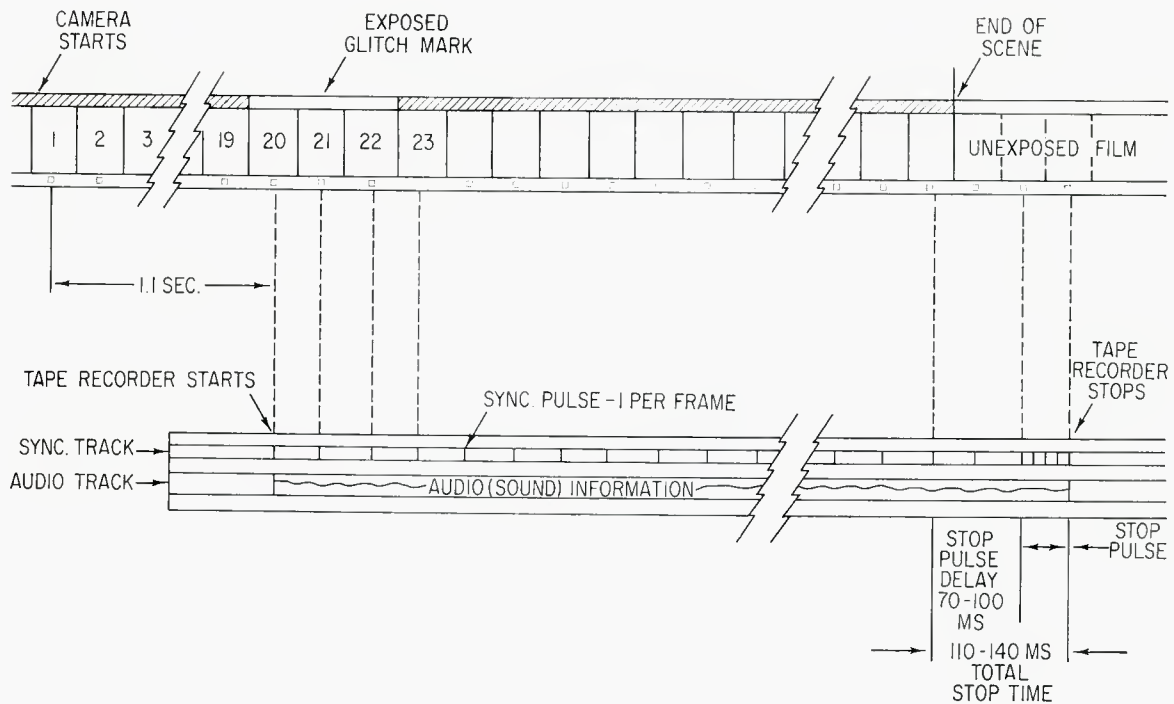 CAMERA
STARTS
EXPOSED
GLITCH MARK
END OF
SCENE
1 2 3 19 20 21 22 23
UNEXPOSED FILM
1.1 SEC.
TAPE RECORDER STARTS
SYNC. PULSE-1 PER FRAME
TAPE
RECORDER
STOPS
SYNC. TRACK
AUDIO TRACK
AUDIO (SOUND) INFORMATION
STOP
PULSE
DELAY
70-100
MS
STOP
PULSE
110-140 MS
TOTAL
STOP TIME